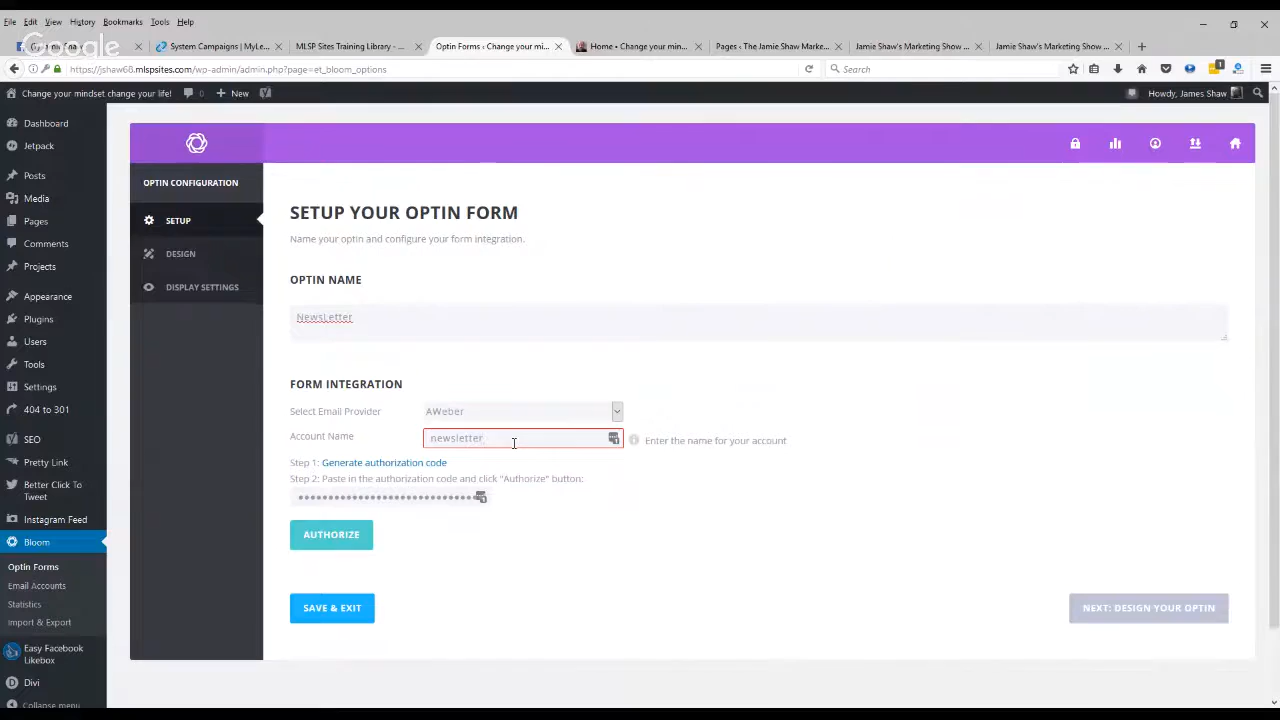 File Edit View History Bookmarks Tools Help
Google
System Campaigns | MyLe...
MLSP Sites Training Library - ...
Optin Forms ‹ Change your mi...
Home • Change your min...
Pages ‹ The Jamie Shaw Marke...
Jamie Shaw's Marketing Show ...
Jamie Shaw's Marketing Show ...
https://jshaw68.mlspsites.com/wp-admin/admin.php?page=et_bloom_options
Search
1
Change your mindset change your life!
0
New
Howdy, James Shaw
Dashboard
Jetpack
Posts
Media
Pages
Comments
Projects
Appearance
Plugins
Users
Tools
Settings
404 to 301
SEO
Pretty Link
Better Click To
Tweet
Instagram Feed
Bloom
Optin Forms
Email Accounts
Statistics
Import & Export
Easy Facebook
Likebox
Divi
Collapse menu
OPTIN CONFIGURATION
SETUP
DESIGN
DISPLAY SETTINGS
SETUP YOUR OPTIN FORM
Name your optin and configure your form integration.
OPTIN NAME
NewsLetter
FORM INTEGRATION
Select Email Provider AWeber
Account Name newsletter Enter the name for your account
Step 1: Generate authorization code
Step 2: Paste in the authorization code and click "Authorize" button:
AUTHORIZE
SAVE & EXIT
NEXT: DESIGN YOUR OPTIN